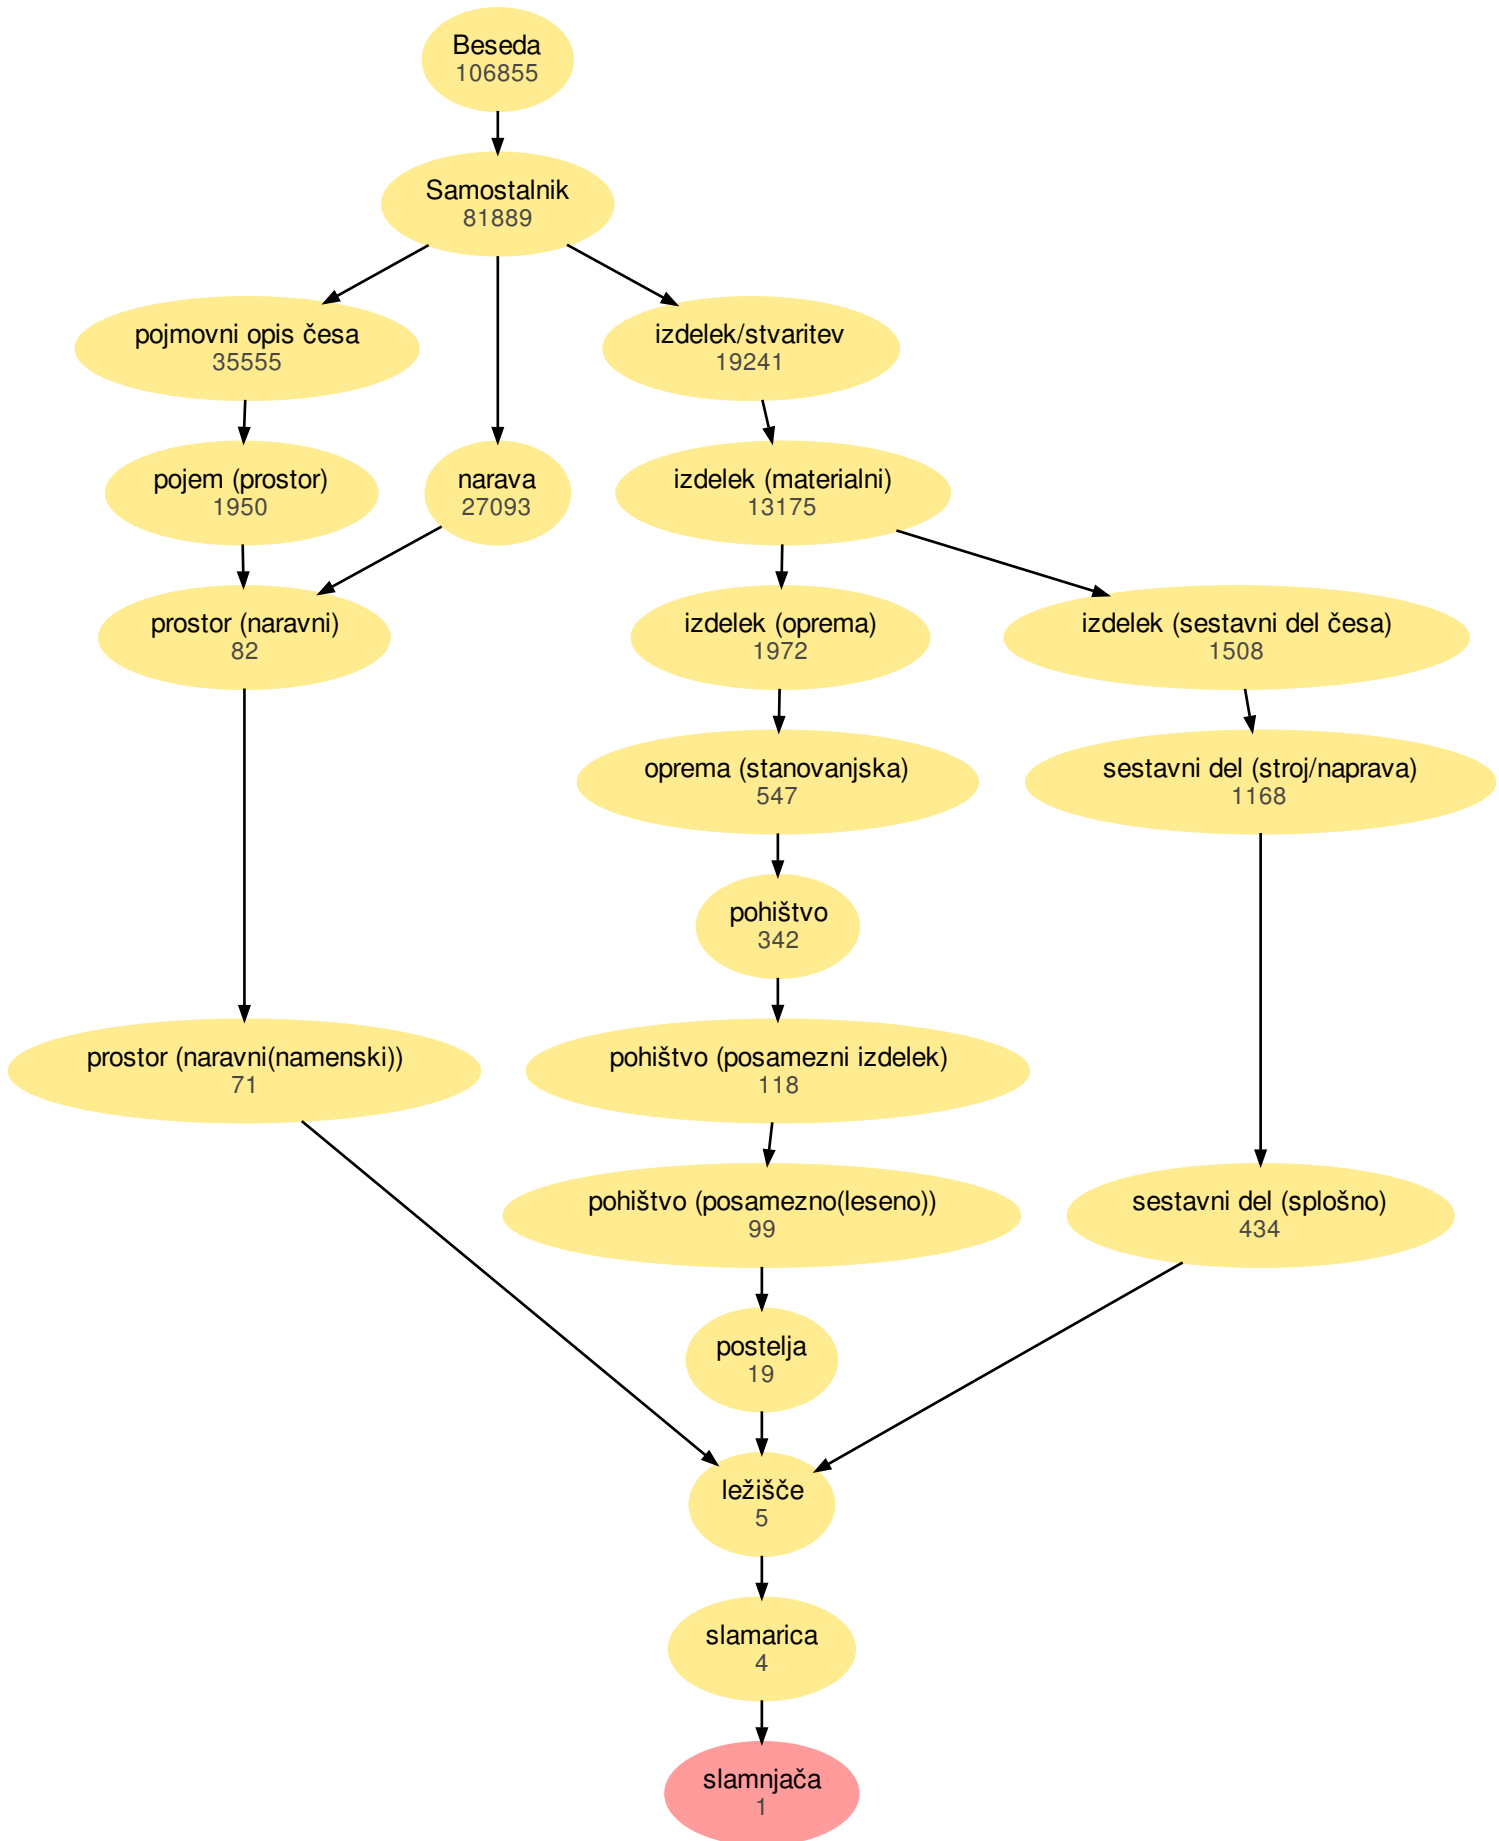 Beseda
106855
Samostalnik
81889
pojmovni opis česa
35555
izdelek/stvaritev
19241
pojem (prostor)
1950
narava
27093
izdelek (materialni)
13175
prostor (naravni)
82
izdelek (oprema)
1972
izdelek (sestavni del česa)
1508
oprema (stanovanjska)
547
sestavni del (stroj/naprava)
1168
pohištvo
342
prostor (naravni(namenski))
71
pohištvo (posamezni izdelek)
118
pohištvo (posamezno(leseno))
99
sestavni del (splošno)
434
postelja
19
ležišče
5
slamarica
4
slamnjača
1